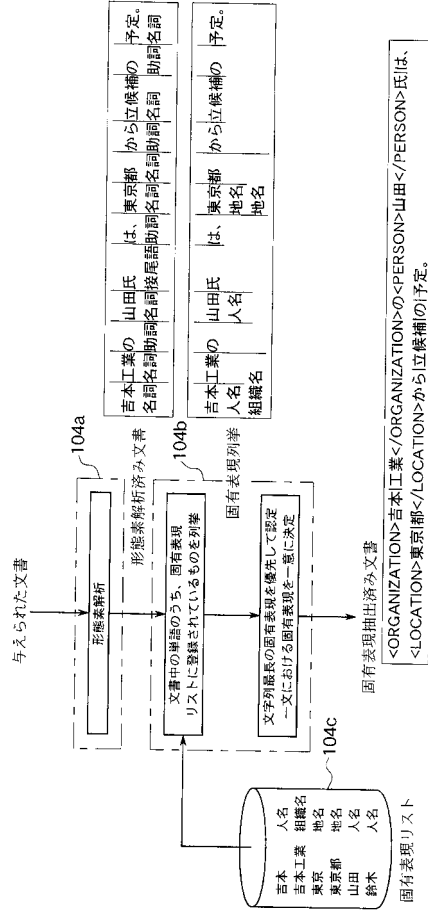 与えられた文書
104a
形態素解析
形態素解析済み文書
吉本|工業|の 山田|氏 は、 東京|都 から|立候補|の 予定。
名詞|名詞|助詞|名詞|接尾語|助詞|名詞|名詞|助詞|名詞 助詞|名詞
104b
文書中の単語のうち、固有表現
リストに登録されているものを列挙
固有表現列挙
吉本|工業|の 山田|氏 は、 東京|都 から|立候補|の 予定。
人名 人名 地名
組織名 地名
文字列最長の固有表現を優先して認定
一文における固有表現を一意に決定
104c
吉本 人名
吉本工業 組織名
東京 地名
東京都 地名
山田 人名
鈴木 人名
固有表現リスト
固有表現抽出済み文書
<ORGANIZATION>吉本|工業</ORGANIZATION>の<PERSON>山田</PERSON>氏|は、
<LOCATION>東京|都</LOCATION>から|立候補|の|予定。